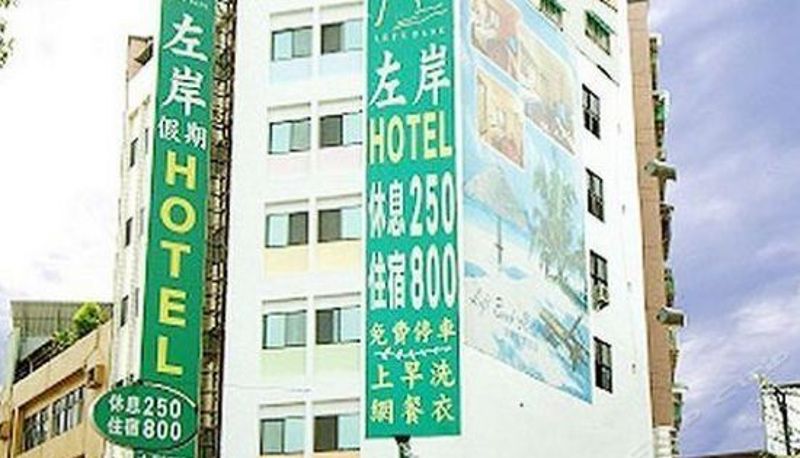 左岸
假期
HOTEL
休息250
住宿800
左岸
HOTEL
休息250
住宿800
免費停車
上網
早餐
洗衣